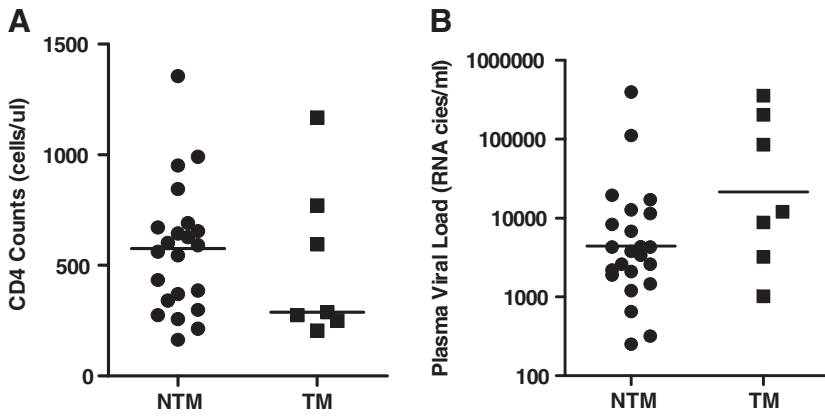 A
CD4 Counts (cells/ul)
1500
1000
500
0
NTM
TM
B
Plasma Viral Load (RNA cies/ml)
1000000
100000
10000
1000
100
NTM
TM